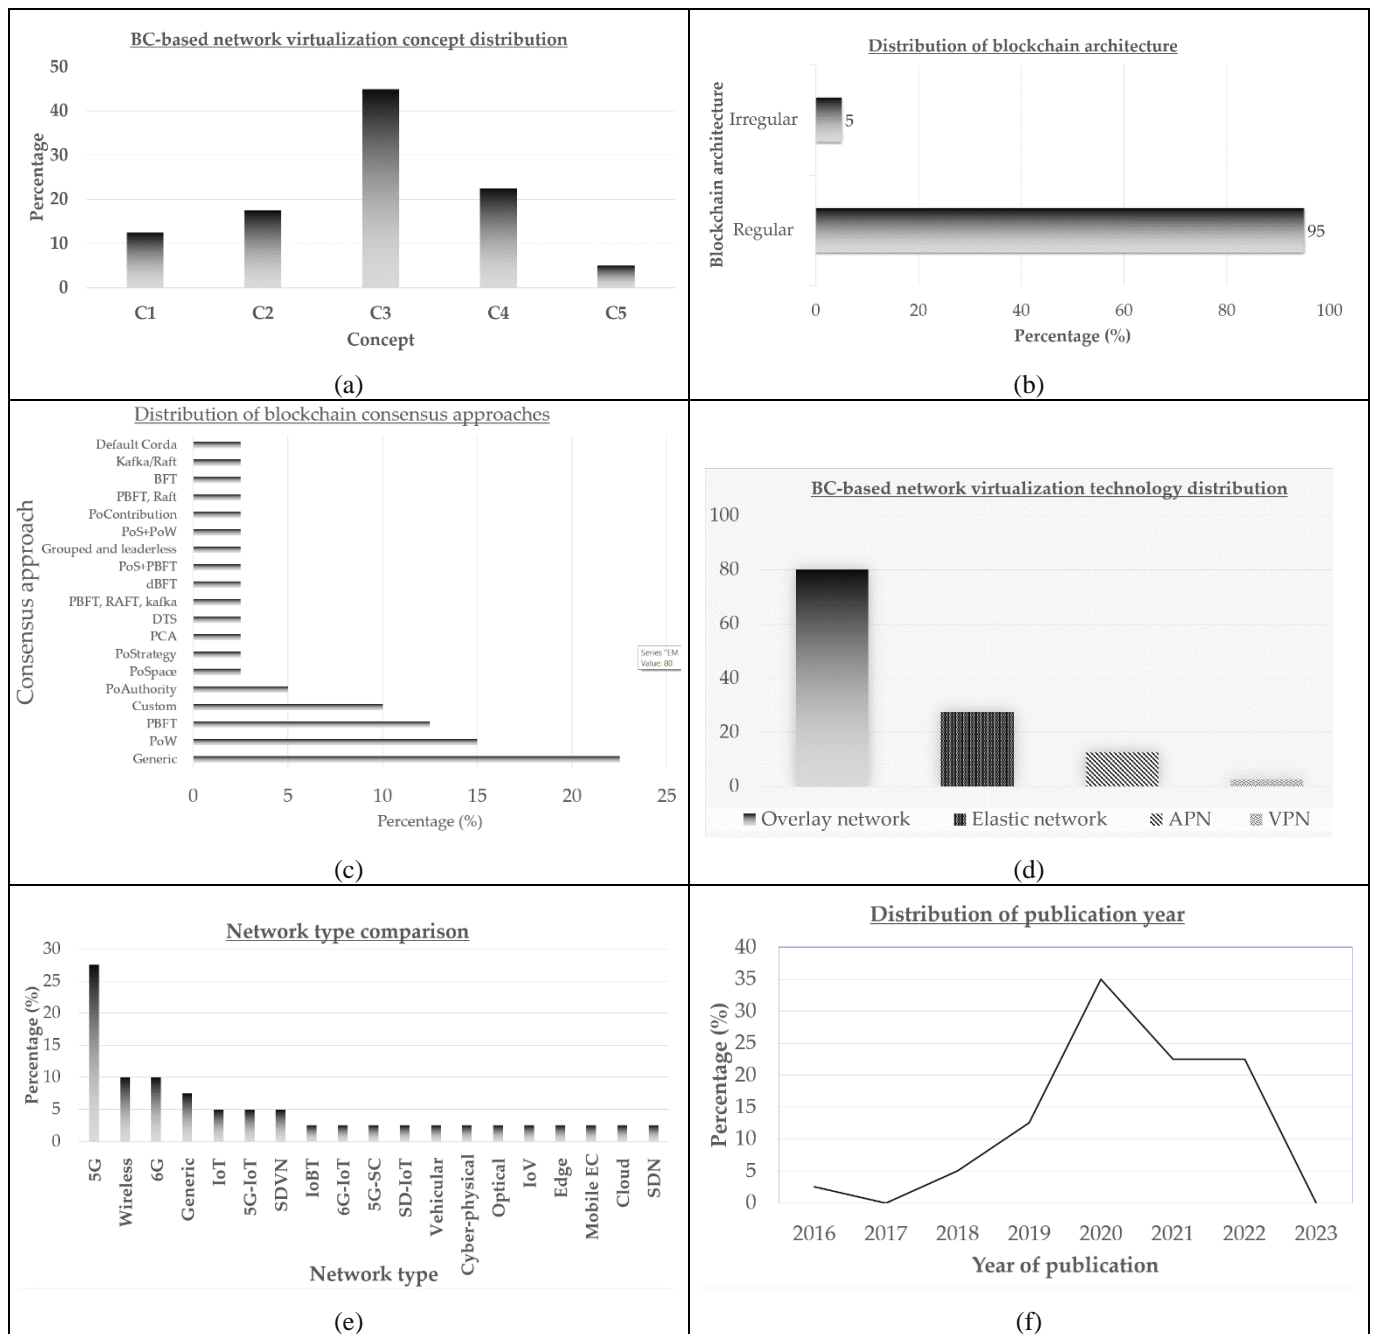 BC-based network virtualization concept distribution
Percentage
50
40
30
20
10
0
C1 C2 C3 C4 C5
Concept
(a)
Distribution of blockchain architecture
Blockchain architecture
Irregular 5
Regular 95
0 20 40 60 80 100
Percentage (%)
(b)
Distribution of blockchain consensus approaches
Consensus approach
Default Corda
Kafka/Raft
BFT
PBFT, Raft
PoContribution
PoS+PoW
Grouped and leaderless
PoS+PBFT
dBFT
PBFT, RAFT, kafka
DTS
PCA
PoStrategy
PoSpace
PoAuthority
Custom
PBFT
PoW
Generic
0 5 10 15 20 25
Percentage (%)
Series "EM
Value: 80
(c)
BC-based network virtualization technology distribution
100
80
60
40
20
0
Overlay network Elastic network APN VPN
(d)
Network type comparison
Percentage (%)
30
25
20
15
10
5
0
5G Wireless 6G Generic IoT 5G-IoT SDVN IoBT 6G-IoT 5G-SC SD-IoT Vehicular Cyber-physical Optical IoV Edge Mobile EC Cloud SDN
Network type
(e)
Distribution of publication year
Percentage (%)
40
35
30
25
20
15
10
5
0
2016 2017 2018 2019 2020 2021 2022 2023
Year of publication
(f)